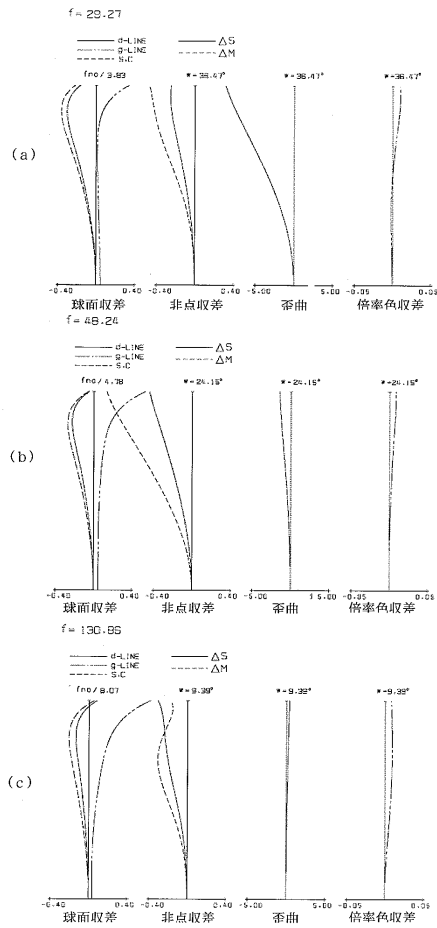 f = 29.27
d-LINE
g-LINE
S.C
ΔS
ΔM
fno/3.83
*-36.47°
*-36.47°
*-36.47°
(a)
-0.40 0.40
-0.40 0.40
-5.00 5.00
-0.05 0.05
球面収差
非点収差
歪曲
倍率色収差
f = 48.24
d-LINE
g-LINE
S.C
ΔS
ΔM
fno/4.78
*-24.15°
*-24.15°
*-24.15°
(b)
-0.40 0.40
-0.40 0.40
-5.00 5.00
-0.05 0.05
球面収差
非点収差
歪曲
倍率色収差
f = 130.86
d-LINE
g-LINE
S.C
ΔS
ΔM
fno/8.07
*-9.39°
*-9.39°
*-9.39°
(c)
-0.40 0.40
-0.40 0.40
-5.00 5.00
-0.05 0.05
球面収差
非点収差
歪曲
倍率色収差